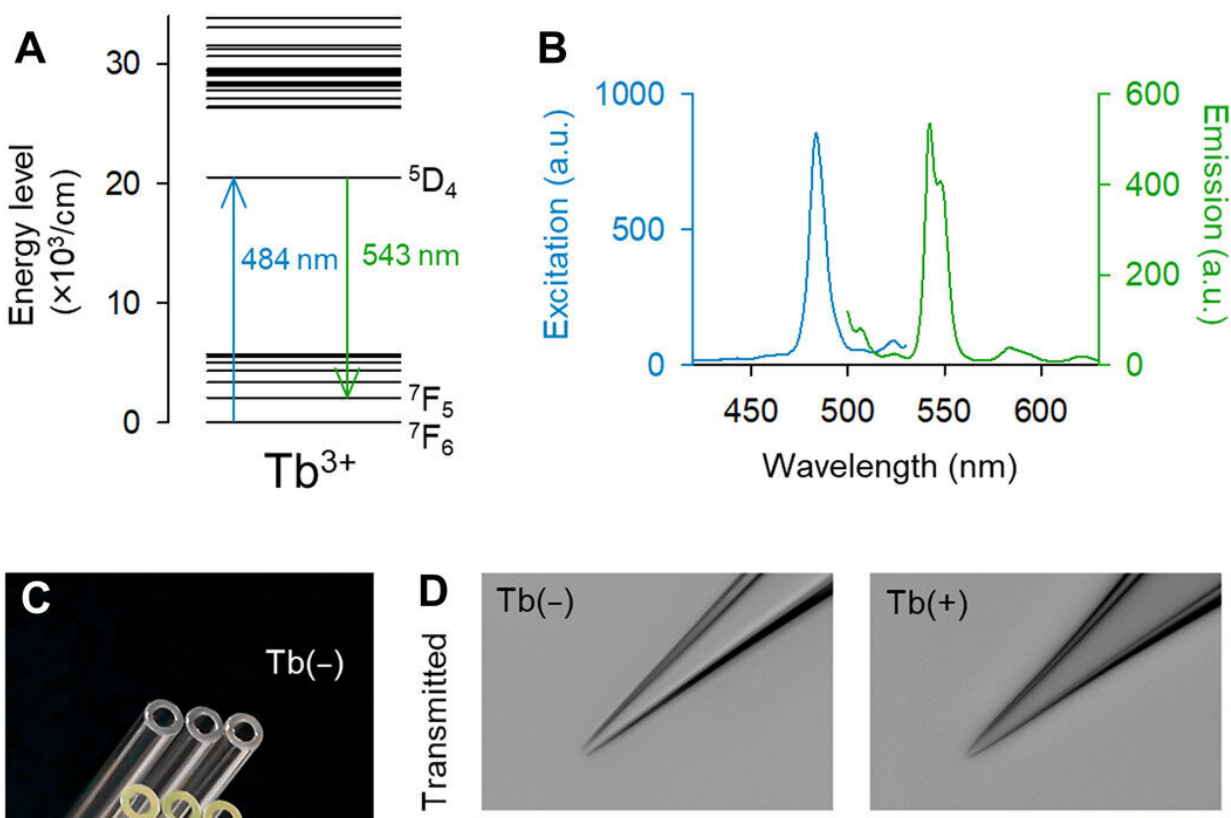 A
30
20
10
0
Energy level
(×10³/cm)
⁵D₄
484 nm
543 nm
⁷F₅
⁷F₆
Tb³⁺
B
1000
500
0
Excitation (a.u.)
600
400
200
0
Emission (a.u.)
450 500 550 600
Wavelength (nm)
C
Tb(−)
D
Transmitted
Tb(−)
Tb(+)